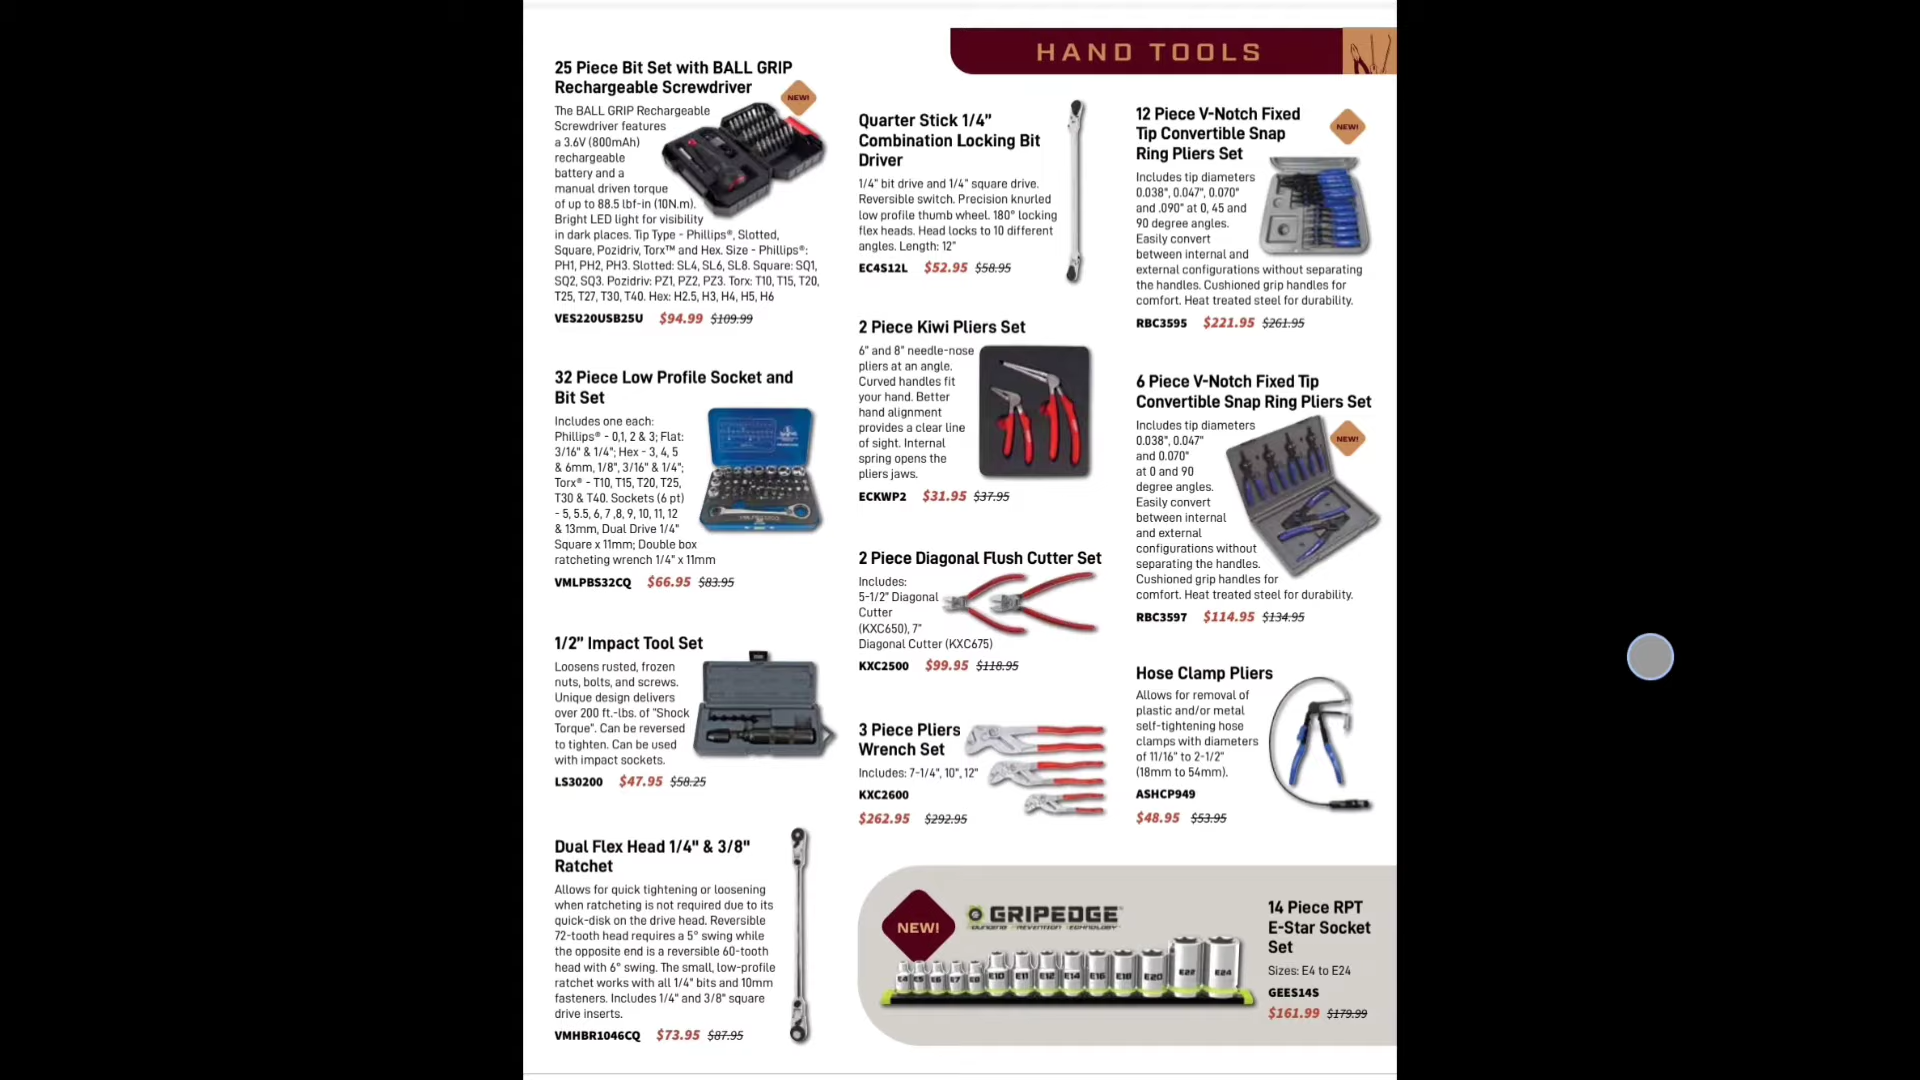 HAND TOOLS
25 Piece Bit Set with BALL GRIP
Rechargeable Screwdriver
NEW!
The BALL GRIP Rechargeable
Screwdriver features
a 3.6V (800mAh)
rechargeable
battery and a
manual driven torque
of up to 88.5 lbf-in (10N.m).
Bright LED light for visibility
in dark places. Tip Type - Phillips®, Slotted,
Square, Pozidriv, Torx™ and Hex. Size - Phillips®:
PH1, PH2, PH3. Slotted: SL4, SL6, SL8. Square: SQ1,
SQ2, SQ3. Pozidriv: PZ1, PZ2, PZ3. Torx: T10, T15, T20,
T25, T27, T30, T40. Hex: H2.5, H3, H4, H5, H6
VES220USB25U $94.99 $109.99
32 Piece Low Profile Socket and
Bit Set
Includes one each:
Phillips® - 0,1, 2 & 3; Flat:
3/16" & 1/4"; Hex - 3, 4, 5
& 6mm, 1/8", 3/16" & 1/4";
Torx® - T10, T15, T20, T25,
T30 & T40. Sockets (6 pt)
- 5, 5.5, 6, 7 ,8, 9, 10, 11, 12
& 13mm, Dual Drive 1/4"
Square x 11mm; Double box
ratcheting wrench 1/4" x 11mm
VMLPBS32CQ $66.95 $83.95
1/2” Impact Tool Set
Loosens rusted, frozen
nuts, bolts, and screws.
Unique design delivers
over 200 ft.-lbs. of "Shock
Torque". Can be reversed
to tighten. Can be used
with impact sockets.
LS30200 $47.95 $58.25
Dual Flex Head 1/4" & 3/8"
Ratchet
Allows for quick tightening or loosening
when ratcheting is not required due to its
quick-disk on the drive head. Reversible
72-tooth head requires a 5° swing while
the opposite end is a reversible 60-tooth
head with 6° swing. The small, low-profile
ratchet works with all 1/4" bits and 10mm
fasteners. Includes 1/4" and 3/8" square
drive inserts.
VMHBR1046CQ $73.95 $87.95
Quarter Stick 1/4”
Combination Locking Bit
Driver
1/4" bit drive and 1/4" square drive.
Reversible switch. Precision knurled
low profile thumb wheel. 180° locking
flex heads. Head locks to 10 different
angles. Length: 12"
EC4S12L $52.95 $58.95
2 Piece Kiwi Pliers Set
6" and 8" needle-nose
pliers at an angle.
Curved handles fit
your hand. Better
hand alignment
provides a clear line
of sight. Internal
spring opens the
pliers jaws.
ECKWP2 $31.95 $37.95
2 Piece Diagonal Flush Cutter Set
Includes:
5-1/2" Diagonal
Cutter
(KXC650), 7"
Diagonal Cutter (KXC675)
KXC2500 $99.95 $118.95
3 Piece Pliers
Wrench Set
Includes: 7-1/4", 10", 12"
KXC2600
$262.95 $292.95
12 Piece V-Notch Fixed
Tip Convertible Snap
Ring Pliers Set
NEW!
Includes tip diameters
0.038", 0.047", 0.070"
and .090" at 0, 45 and
90 degree angles.
Easily convert
between internal and
external configurations without separating
the handles. Cushioned grip handles for
comfort. Heat treated steel for durability.
RBC3595 $221.95 $261.95
6 Piece V-Notch Fixed Tip
Convertible Snap Ring Pliers Set
NEW!
Includes tip diameters
0.038", 0.047"
and 0.070"
at 0 and 90
degree angles.
Easily convert
between internal
and external
configurations without
separating the handles.
Cushioned grip handles for
comfort. Heat treated steel for durability.
RBC3597 $114.95 $134.95
Hose Clamp Pliers
Allows for removal of
plastic and/or metal
self-tightening hose
clamps with diameters
of 11/16" to 2-1/2"
(18mm to 54mm).
ASHCP949
$48.95 $53.95
NEW!
GRIPEDGE
ROUNDING PREVENTION TECHNOLOGY
E4 E5 E6 E7 E8 E10 E11 E12 E14 E16 E18 E20 E22 E24
14 Piece RPT
E-Star Socket
Set
Sizes: E4 to E24
GEES14S
$161.99 $179.99